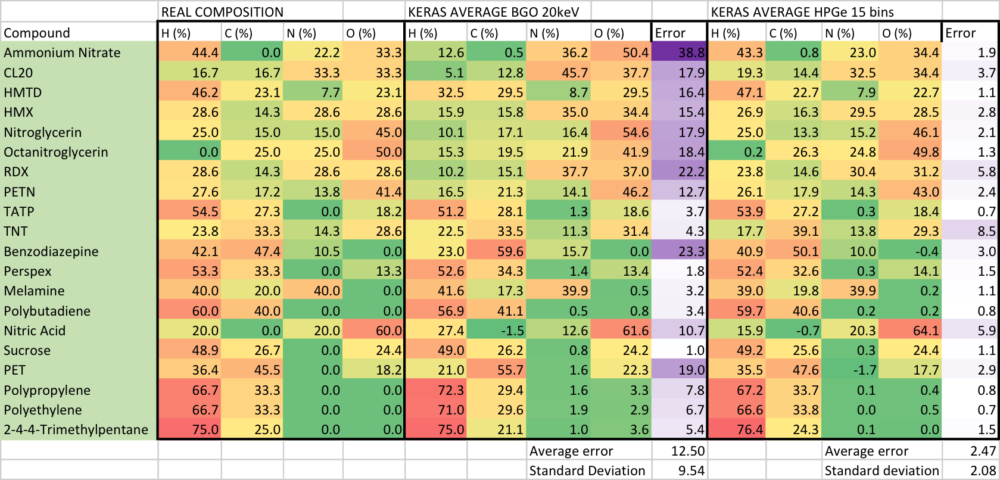 REAL COMPOSITION KERAS AVERAGE BGO 20keV KERAS AVERAGE HPGe 15 bins
Compound H (%) C (%) N (%) O (%) H (%) C (%) N (%) O (%) Error H (%) C (%) N (%) O (%) Error
Ammonium Nitrate 44.4 0.0 22.2 33.3 12.6 0.5 36.2 50.4 38.8 43.3 0.8 23.0 34.4 1.9
CL20 16.7 16.7 33.3 33.3 5.1 12.8 45.7 37.7 17.9 19.3 14.4 32.5 34.4 3.7
HMTD 46.2 23.1 7.7 23.1 32.5 29.5 8.7 29.5 16.4 47.1 22.7 7.9 22.7 1.1
HMX 28.6 14.3 28.6 28.6 15.9 15.8 35.0 34.4 15.4 26.9 16.3 29.5 28.5 2.8
Nitroglycerin 25.0 15.0 15.0 45.0 10.1 17.1 16.4 54.6 17.9 25.0 13.3 15.2 46.1 2.1
Octanitroglycerin 0.0 25.0 25.0 50.0 15.3 19.5 21.9 41.9 18.4 0.2 26.3 24.8 49.8 1.3
RDX 28.6 14.3 28.6 28.6 10.2 15.1 37.7 37.0 22.2 23.8 14.6 30.4 31.2 5.8
PETN 27.6 17.2 13.8 41.4 16.5 21.3 14.1 46.2 12.7 26.1 17.9 14.3 43.0 2.4
TATP 54.5 27.3 0.0 18.2 51.2 28.1 1.3 18.6 3.7 53.9 27.2 0.3 18.4 0.7
TNT 23.8 33.3 14.3 28.6 22.5 33.5 11.3 31.4 4.3 17.7 39.1 13.8 29.3 8.5
Benzodiazepine 42.1 47.4 10.5 0.0 23.0 59.6 15.7 0.0 23.3 40.9 50.1 10.0 -0.4 3.0
Perspex 53.3 33.3 0.0 13.3 52.6 34.3 1.4 13.4 1.8 52.4 32.6 0.3 14.1 1.5
Melamine 40.0 20.0 40.0 0.0 41.6 17.3 39.9 0.5 3.2 39.0 19.8 39.9 0.2 1.1
Polybutadiene 60.0 40.0 0.0 0.0 56.9 41.1 0.5 0.8 3.4 59.7 40.6 0.2 0.2 0.8
Nitric Acid 20.0 0.0 20.0 60.0 27.4 -1.5 12.6 61.6 10.7 15.9 -0.7 20.3 64.1 5.9
Sucrose 48.9 26.7 0.0 24.4 49.0 26.2 0.8 24.2 1.0 49.2 25.6 0.3 24.4 1.1
PET 36.4 45.5 0.0 18.2 21.0 55.7 1.6 22.3 19.0 35.5 47.6 -1.7 17.7 2.9
Polypropylene 66.7 33.3 0.0 0.0 72.3 29.4 1.6 3.3 7.8 67.2 33.7 0.1 0.4 0.8
Polyethylene 66.7 33.3 0.0 0.0 71.0 29.6 1.9 2.9 6.7 66.6 33.8 0.0 0.5 0.7
2-4-4-Trimethylpentane 75.0 25.0 0.0 0.0 75.0 21.1 1.0 3.6 5.4 76.4 24.3 0.1 0.0 1.5
Average error 12.50 Average error 2.47
Standard Deviation 9.54 Standard deviation 2.08